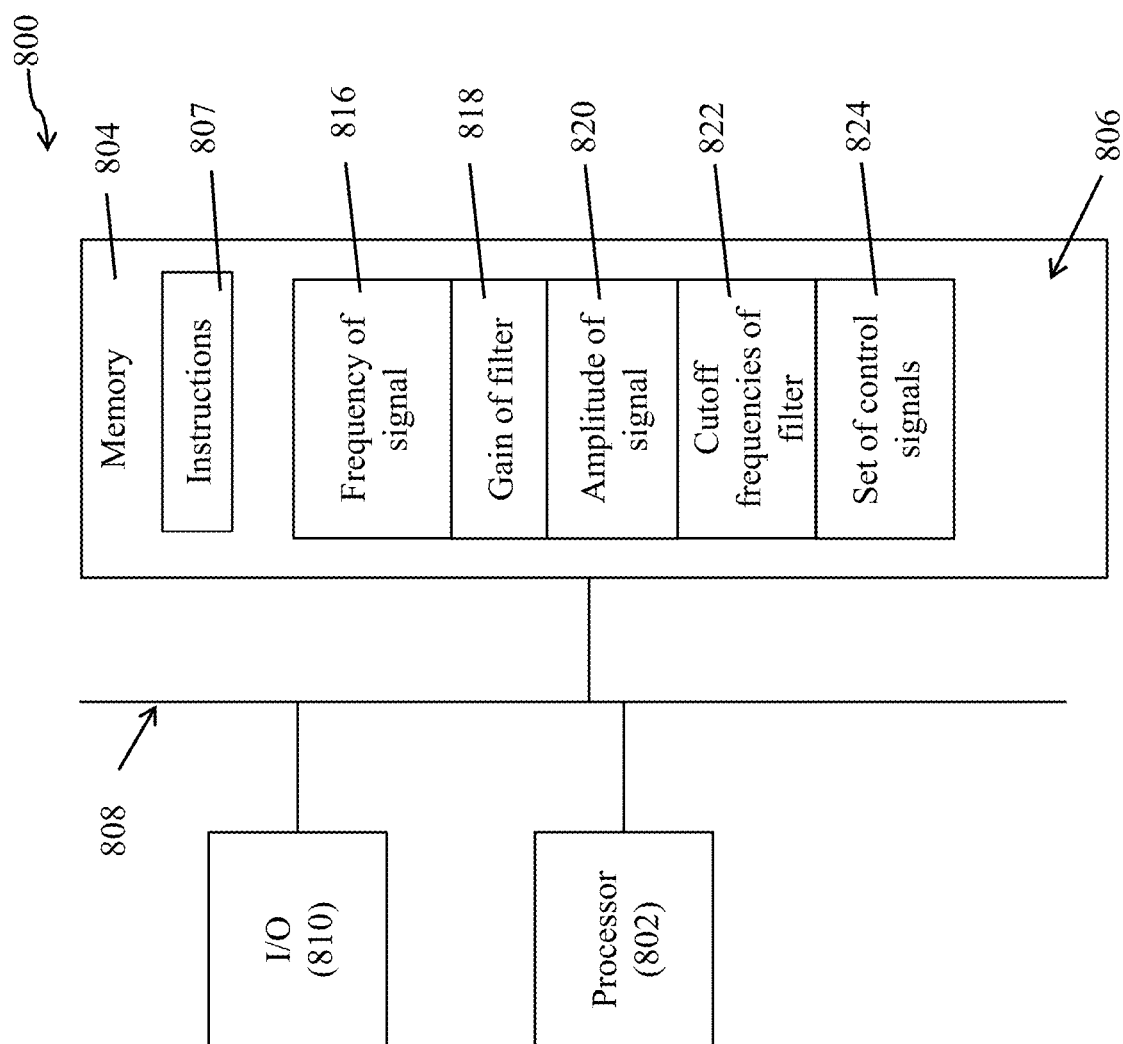 800
804
Memory
807
Instructions
816
Frequency of
signal
818
Gain of filter
820
Amplitude of
signal
822
Cutoff
frequencies of
filter
824
Set of control
signals
806
808
I/O
(810)
Processor
(802)